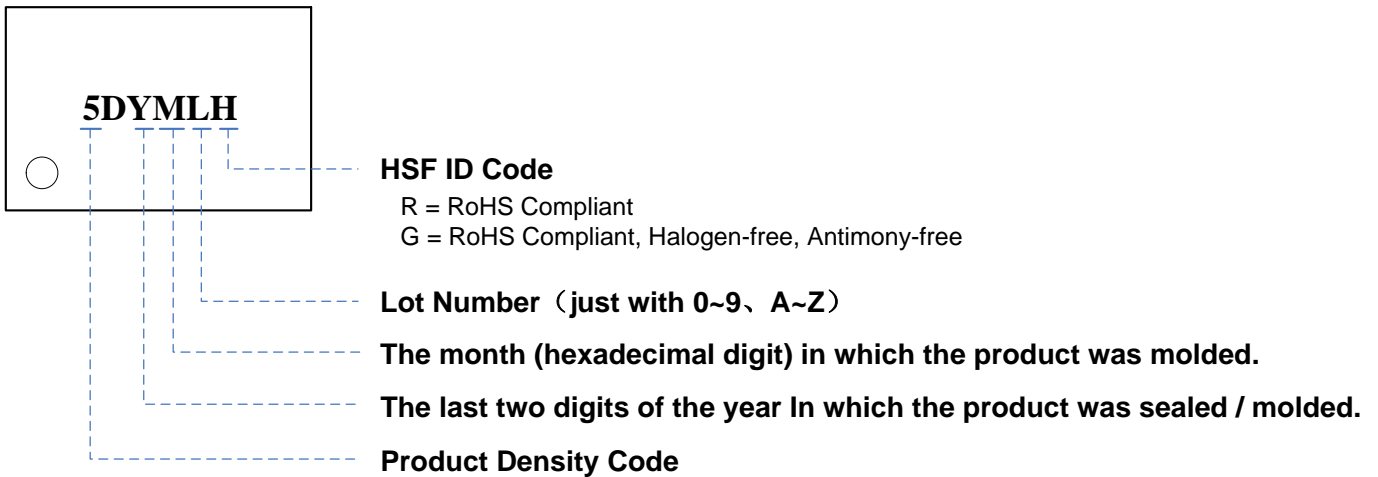 5DYMLH
HSF ID Code
R = RoHS Compliant
G = RoHS Compliant, Halogen-free, Antimony-free
Lot Number（just with 0~9、A~Z）
The month (hexadecimal digit) in which the product was molded.
The last two digits of the year In which the product was sealed / molded.
Product Density Code